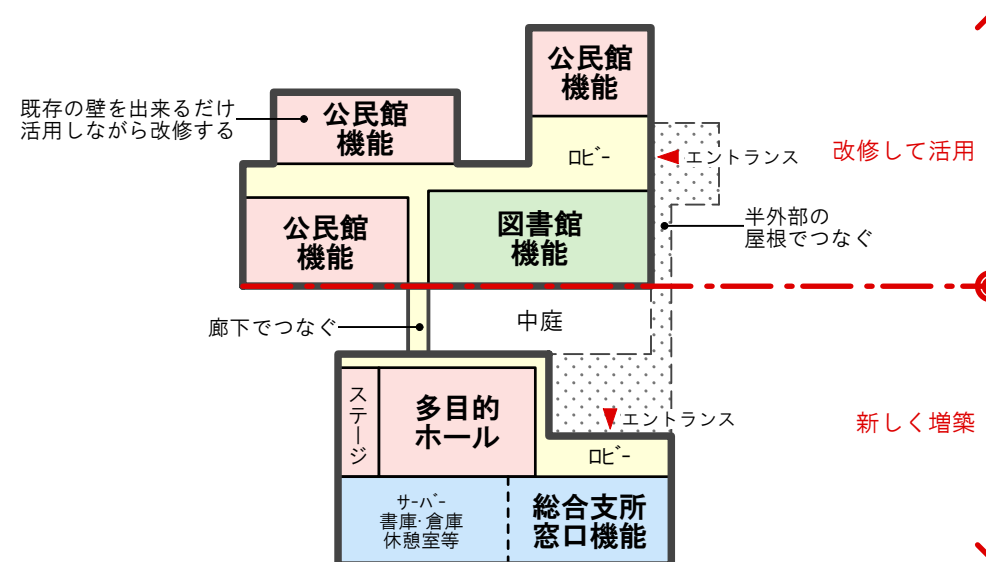 公民館
機能
既存の壁を出来るだけ
活用しながら改修する
公民館
機能
ロビー
エントランス
改修して活用
公民館
機能
図書館
機能
半外部の
屋根でつなぐ
廊下でつなぐ
中庭
ステージ
多目的
ホール
エントランス
新しく増築
ロビー
サーバー
書庫･倉庫
休憩室等
総合支所
窓口機能